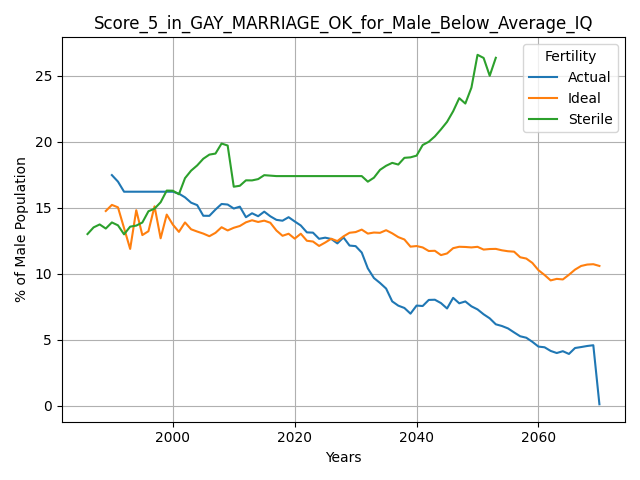 Score_5_in_GAY_MARRIAGE_OK_for_Male_Below_Average_IQ
Fertility
Actual
Ideal
Sterile
% of Male Population
25
20
15
10
5
0
2000 2020 2040 2060
Years